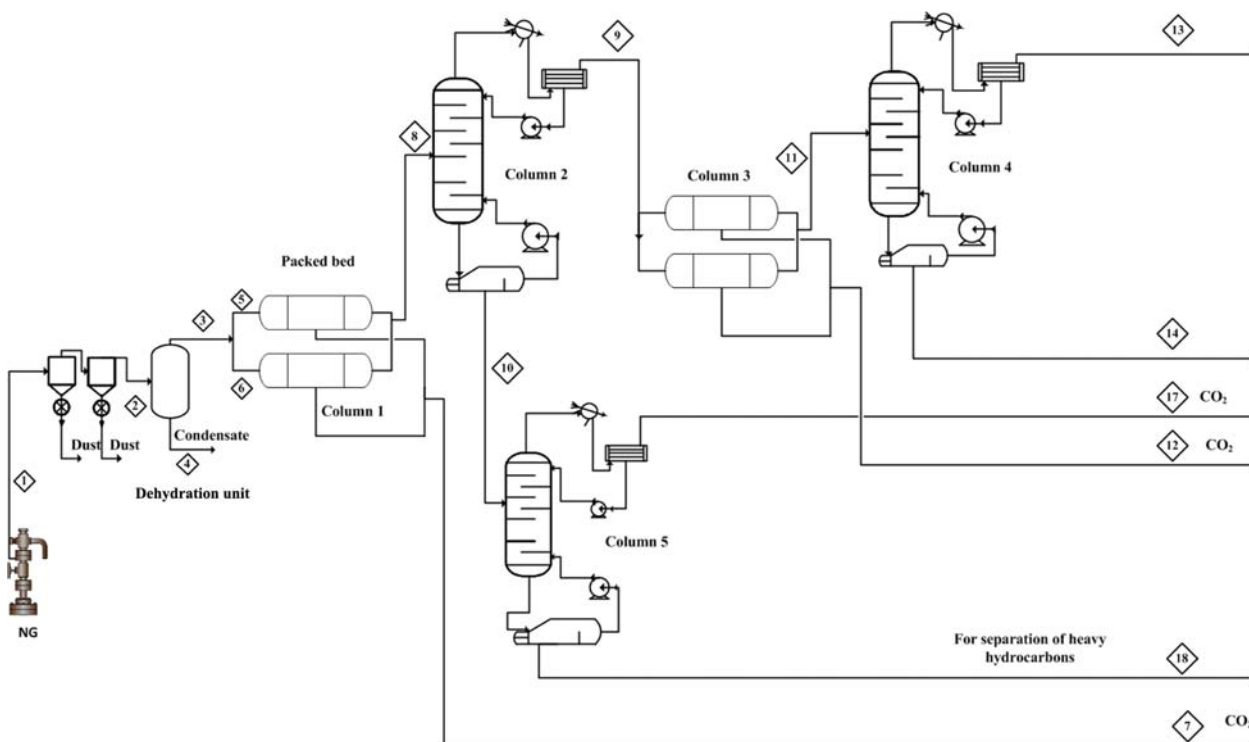 9
13
8
11
Column 2
Column 3
Column 4
Packed bed
5
3
14
10
6
17
CO2
2
Column 1
Dust
Dust
Condensate
12
CO2
4
1
Dehydration unit
Column 5
NG
For separation of heavy
hydrocarbons
18
7
CO2